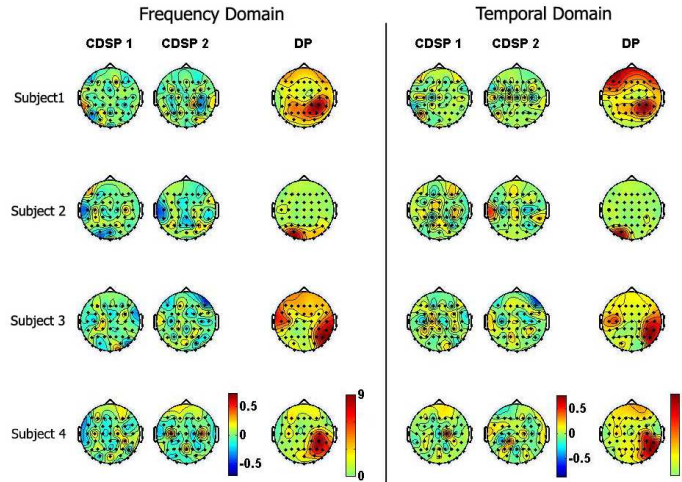 Frequency Domain
Temporal Domain
CDSP 1 CDSP 2 DP
CDSP 1 CDSP 2 DP
Subject1
Subject 2
Subject 3
Subject 4
0.5
0
-0.5
9
0
0.5
0
-0.5